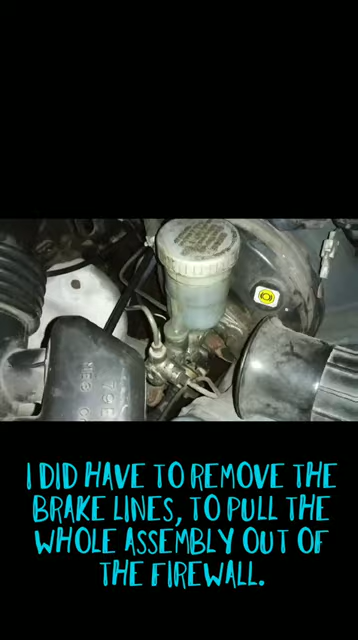 I DID HAVE TO REMOVE THE
BRAKE LINES, TO PULL THE
WHOLE ASSEMBLY OUT OF
THE FIREWALL.